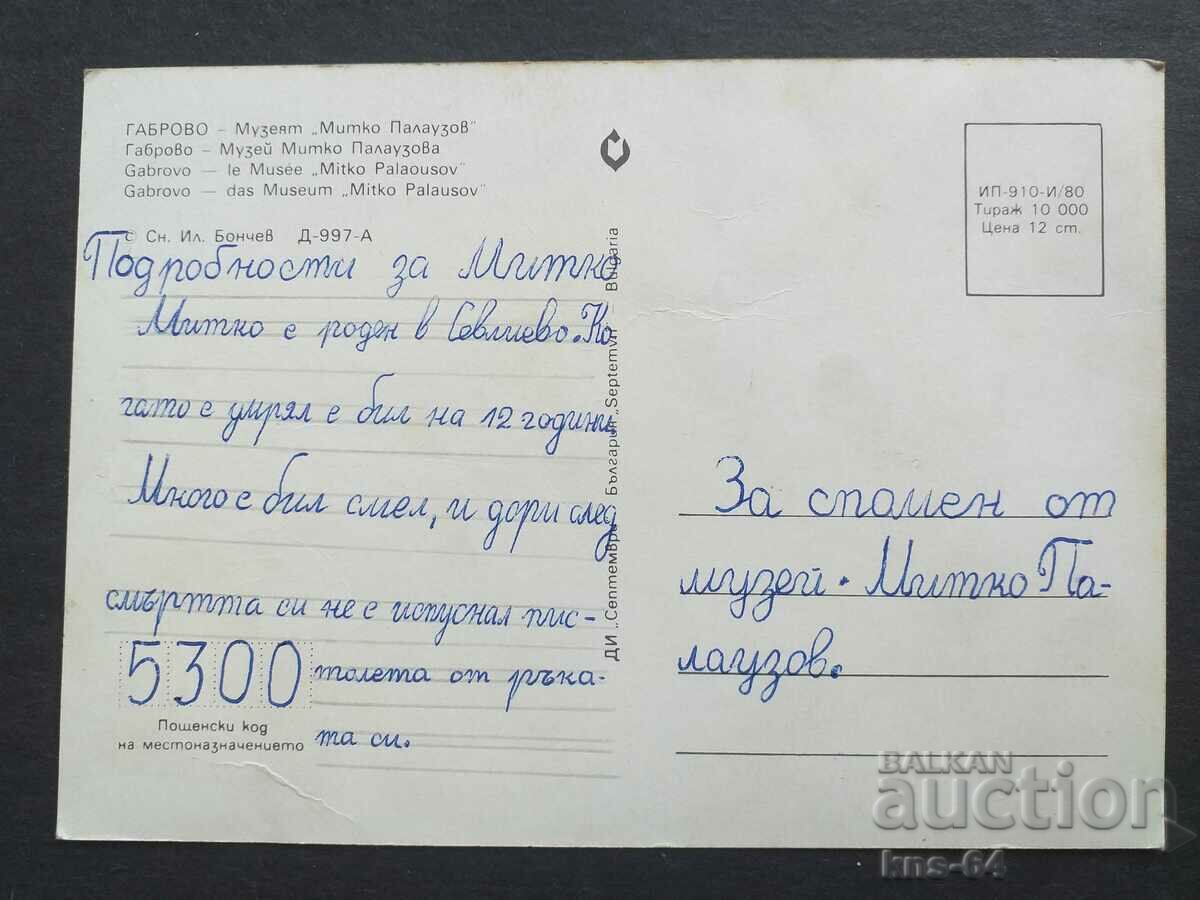 ГАБРОВО – Музеят „Митко Палаузов"
Габрово – Музей Митко Палаузова
Gabrovo — le Musée „Mitko Palaousov"
Gabrovo — das Museum „Mitko Palausov"
© Сн. Ил. Бончев Д-997-А
Подробности за Митко
Митко е роден в Севлиево. Ко
гато е умрял е бил на 12 години
Много е бил смел, и дори след
смъртта си не е испуснал пис-
толета от ръка-
та си.
5300
Пощенски код
на местоназначението
ДИ „Септември" България „Septemvri" Bulgaria
ИП-910-И/80
Тираж 10 000
Цена 12 ст.
За спомен от
музей. Митко Па-
лаузов.
BALKAN
auction
kns-64